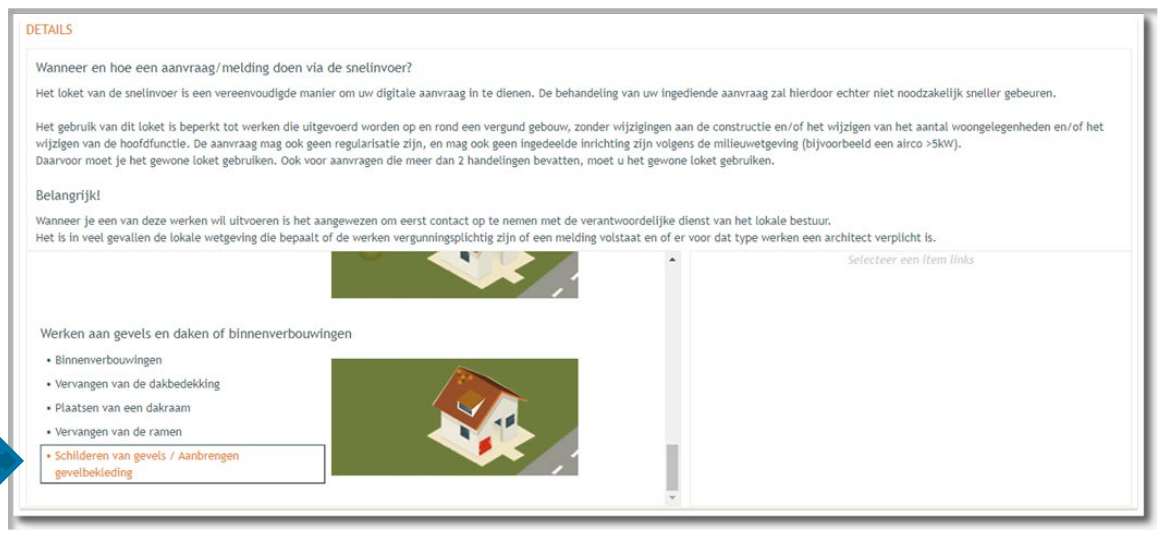 DETAILS
Wanneer en hoe een aanvraag/melding doen via de snelinvoer?
Het loket van de snelinvoer is een vereenvoudigde manier om uw digitale aanvraag in te dienen. De behandeling van uw ingediende aanvraag zal hierdoor echter niet noodzakelijk sneller gebeuren.
Het gebruik van dit loket is beperkt tot werken die uitgevoerd worden op en rond een vergund gebouw, zonder wijzigingen aan de constructie en/of het wijzigen van het aantal woongelegenheden en/of het
wijzigen van de hoofdfunctie. De aanvraag mag ook geen regularisatie zijn, en mag ook geen ingedeelde inrichting zijn volgens de milieuwetgeving (bijvoorbeeld een airco >5kW).
Daarvoor moet je het gewone loket gebruiken. Ook voor aanvragen die meer dan 2 handelingen bevatten, moet u het gewone loket gebruiken.
Belangrijk!
Wanneer je een van deze werken wil uitvoeren is het aangewezen om eerst contact op te nemen met de verantwoordelijke dienst van het lokale bestuur.
Het is in veel gevallen de lokale wetgeving die bepaalt of de werken vergunningsplichtig zijn of een melding volstaat en of er voor dat type werken een architect verplicht is.
Selecteer een item links
Werken aan gevels en daken of binnenverbouwingen
• Binnenverbouwingen
• Vervangen van de dakbedekking
• Plaatsen van een dakraam
• Vervangen van de ramen
• Schilderen van gevels / Aanbrengen
gevelbekleding